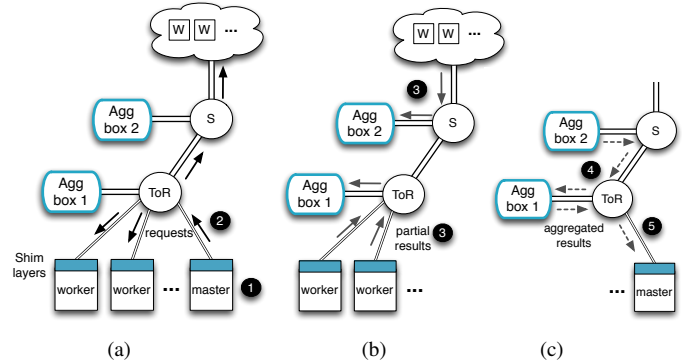 W W ...
Agg
box 2
S
Agg
box 1
ToR
2
requests
Shim
layers
worker worker ... master
1
(a)
W W ...
3
Agg
box 2
S
Agg
box 1
ToR
partial
results
3
worker worker ...
(b)
Agg
box 2
S
4
Agg
box 1
ToR
aggregated
results
5
... master
(c)